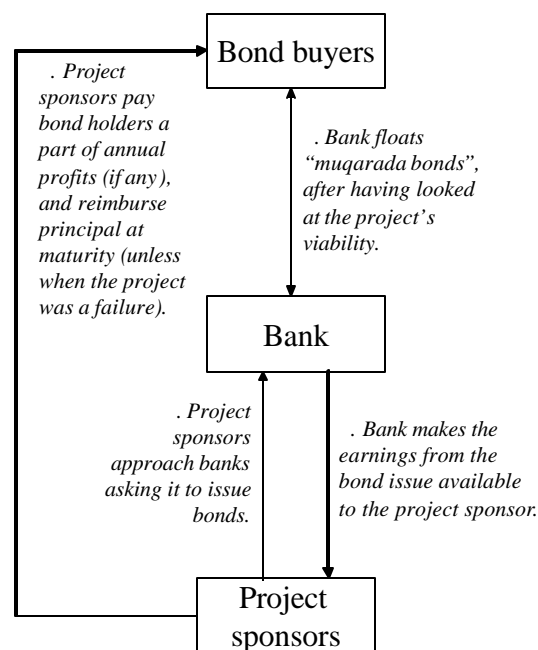 Bond buyers
. Project
sponsors pay
bond holders a
part of annual
profits (if any),
and reimburse
principal at
maturity (unless
when the project
was a failure).
. Bank floats
“muqarada bonds”,
after having looked
at the project’s
viability.
Bank
. Project
sponsors
approach banks
asking it to issue
bonds.
. Bank makes the
earnings from the
bond issue available
to the project sponsor.
Project
sponsors